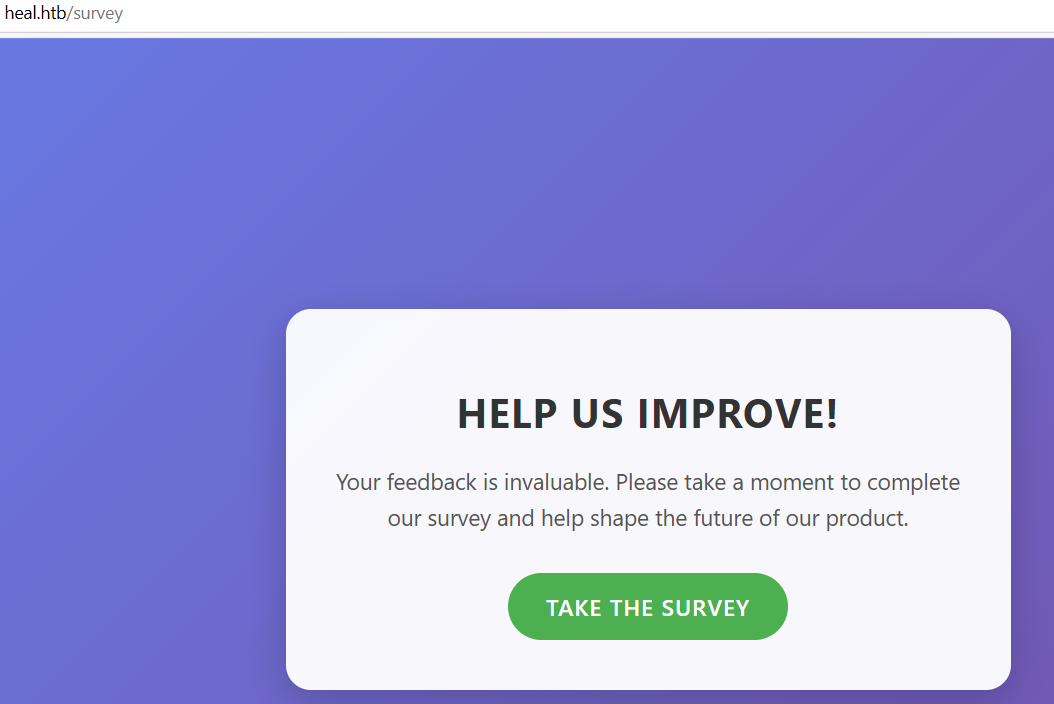 heal.htb/survey
HELP US IMPROVE!
Your feedback is invaluable. Please take a moment to complete
our survey and help shape the future of our product.
TAKE THE SURVEY